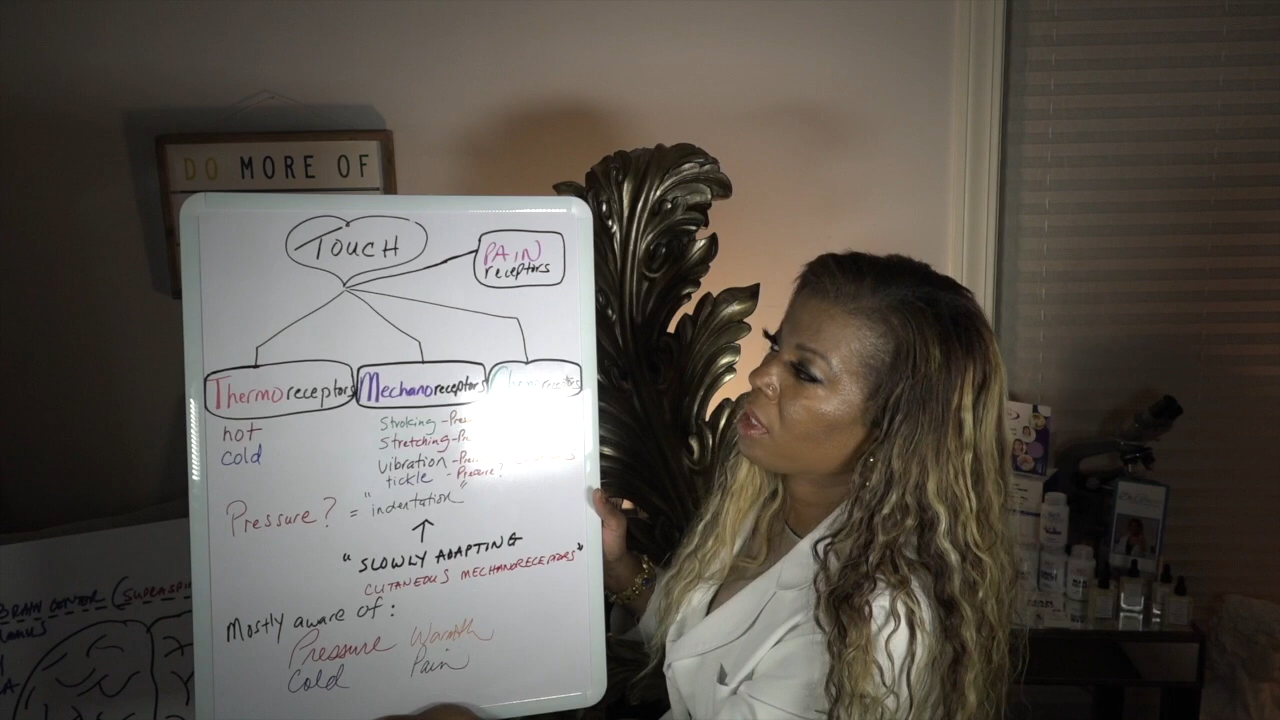 DO MORE OF
TOUCH
PAIN
receptors
Thermoreceptors
Mechanoreceptors
hot
cold
Stroking -
Stretching -
vibration -
tickle - Pressure?
Pressure? = "indentation"
"SLOWLY ADAPTING
CUTANEOUS MECHANORECEPTORS"
Mostly aware of:
Pressure Warmth
Cold Pain
BRAIN CENTER